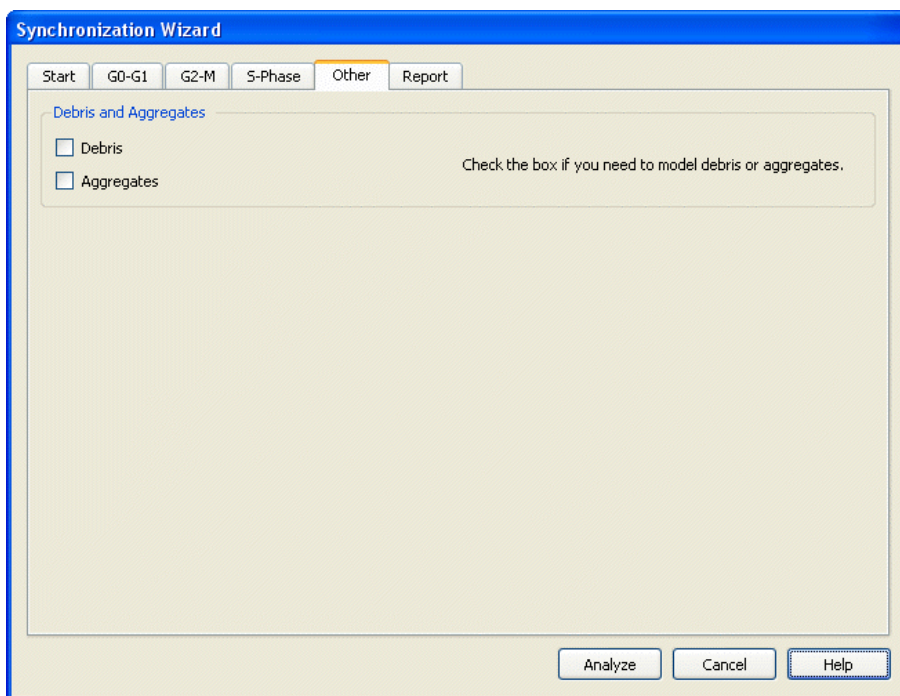 Synchronization Wizard
Start G0-G1 G2-M S-Phase Other Report
Debris and Aggregates
Debris
Check the box if you need to model debris or aggregates.
Aggregates
Analyze Cancel Help